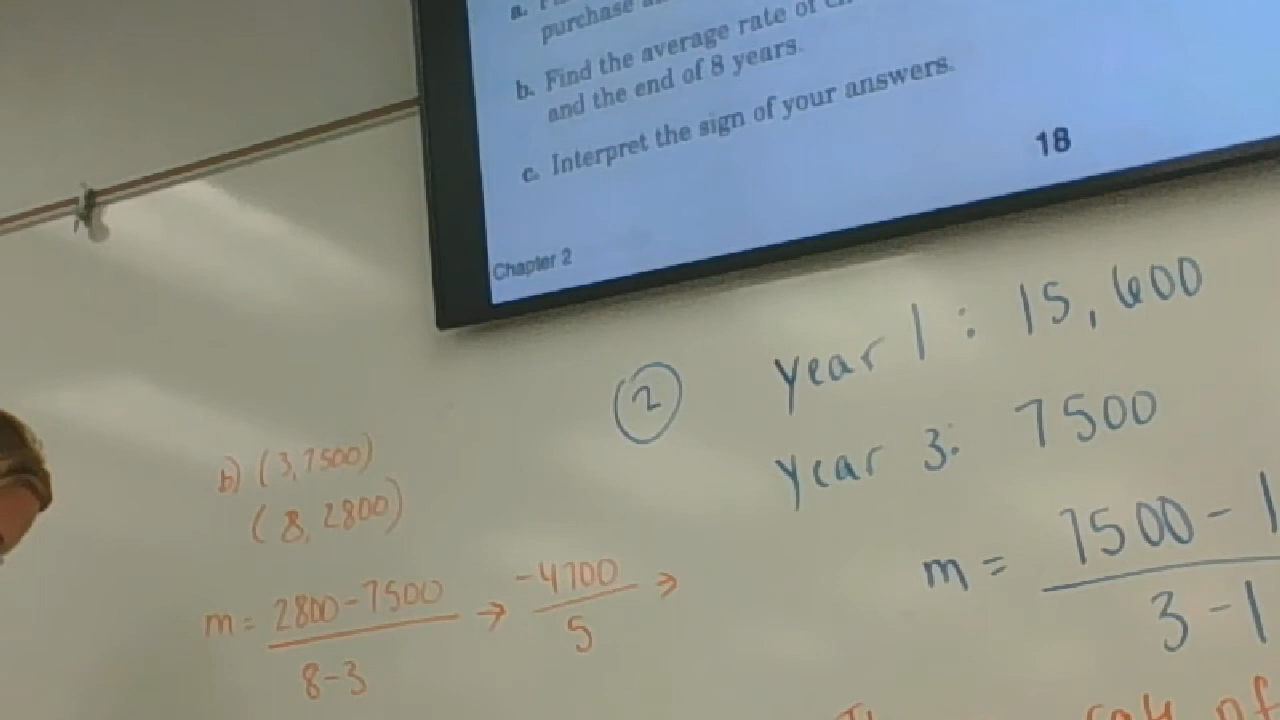 a.
purchase
b. Find the average rate of
and the end of 8 years.
c. Interpret the sign of your answers.
18
Chapter 2
2
year 1 : 15,600
year 3: 7500
m = 7500 - 1
3 - 1
b) (3,7500)
(8,2800)
m = 2800-7500 → -4700 →
8-3 5
rate of